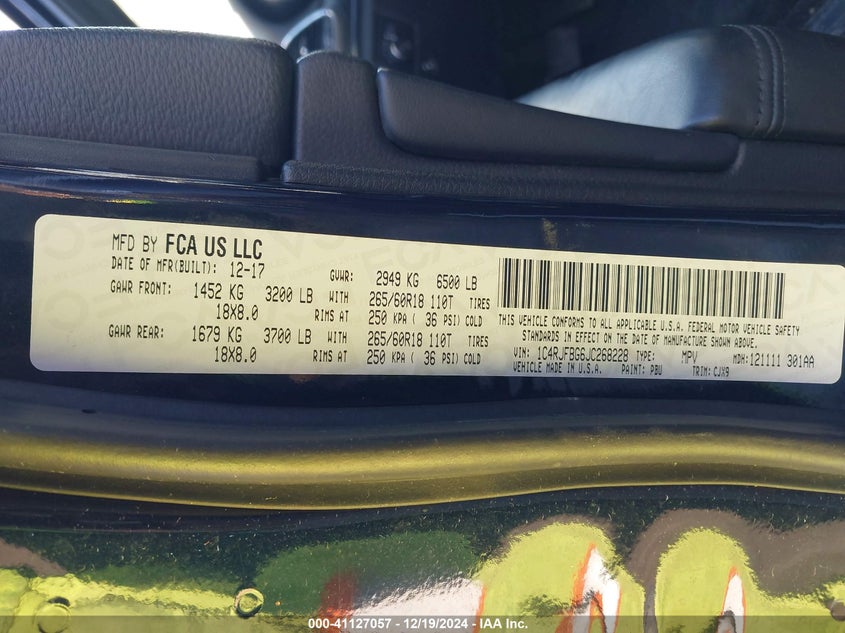 MFD BY FCA US LLC
DATE OF MFR(BUILT): 12-17 GVWR: 2949 KG 6500 LB
GAWR FRONT: 1452 KG 3200 LB WITH 265/60R18 110T TIRES
18X8.0 RIMS AT 250 KPA ( 36 PSI) COLD
GAWR REAR: 1679 KG 3700 LB WITH 265/60R18 110T TIRES
18X8.0 RIMS AT 250 KPA ( 36 PSI) COLD
THIS VEHICLE CONFORMS TO ALL APPLICABLE U.S.A. FEDERAL MOTOR VEHICLE SAFETY
BUMPER, AND THEFT PREVENTION STANDARDS IN EFFECT ON THE
DATE OF MANUFACTURE SHOWN ABOVE.
VIN: 1C4RJFBG6JC268228 TYPE: MPV MDH: 121111 301AA
VEHICLE MADE IN U.S.A. PAINT: PBU TRIM: CJX9
000-41127057 / 12/19/2024 / IAA Inc.